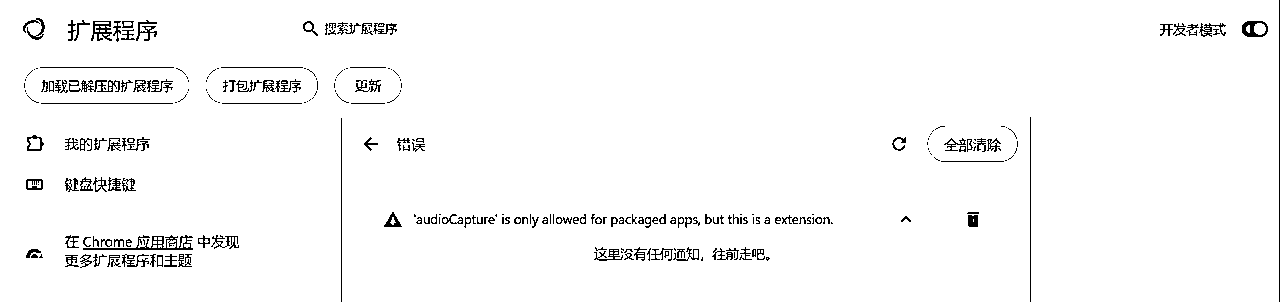 扩展程序
搜索扩展程序
开发者模式
加载已解压的扩展程序
打包扩展程序
更新
我的扩展程序
键盘快捷键
在 Chrome 应用商店 中发现
更多扩展程序和主题
错误
全部清除
'audioCapture' is only allowed for packaged apps, but this is a extension.
这里没有任何通知，往前走吧。